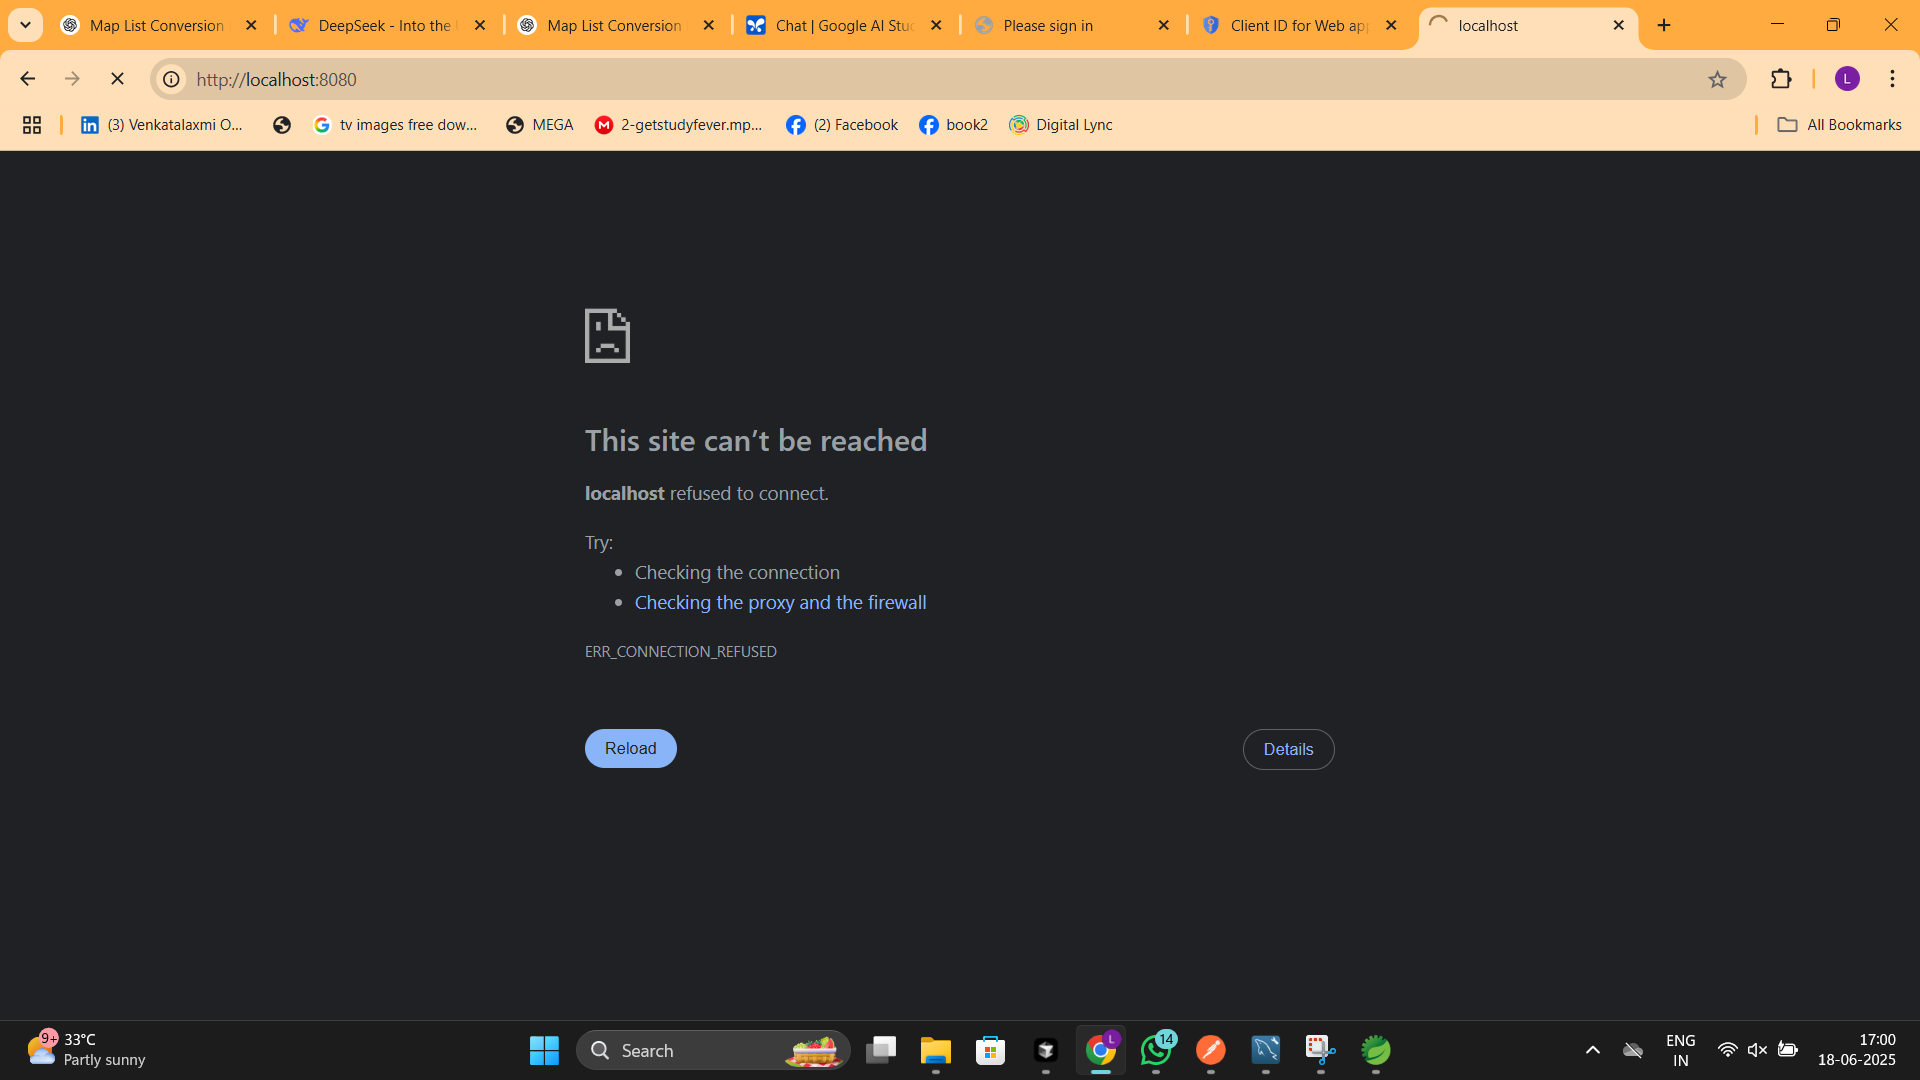 Map List Conversion
DeepSeek - Into the
Map List Conversion
Chat | Google AI Stu
Please sign in
Client ID for Web ap
localhost
http://localhost:8080
L
(3) Venkatalaxmi O...
tv images free dow...
MEGA
2-getstudyfever.mp...
(2) Facebook
book2
Digital Lync
All Bookmarks
This site can’t be reached
localhost refused to connect.
Try:
• Checking the connection
• Checking the proxy and the firewall
ERR_CONNECTION_REFUSED
Reload
Details
9+
33°C
Partly sunny
Search
L
14
ENG
IN
17:00
18-06-2025